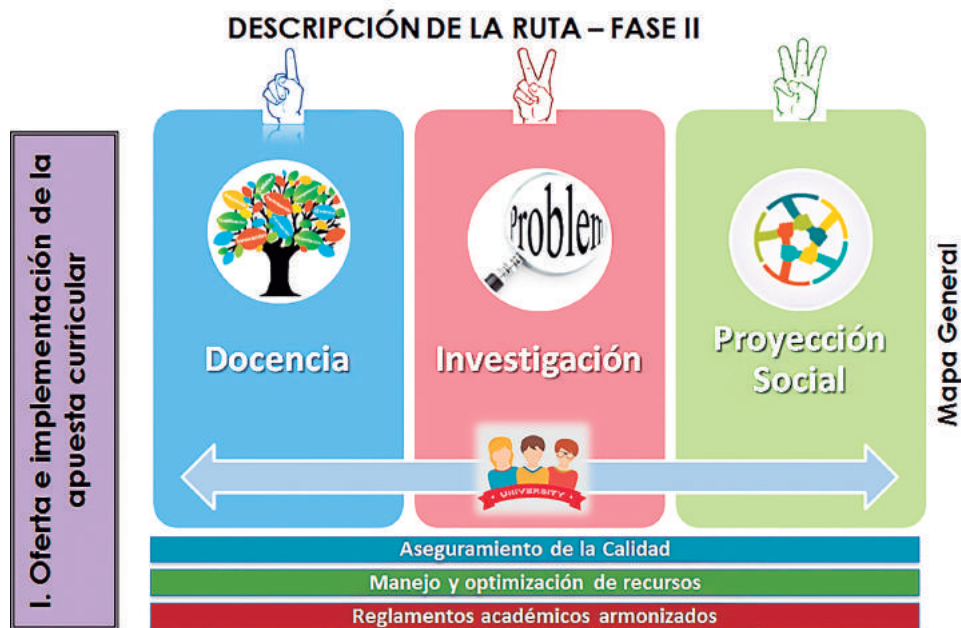 DESCRIPCIÓN DE LA RUTA – FASE II
I. Oferta e implementación de la
apuesta curricular
Problem
Docencia
Investigación
Proyección
Social
UNIVERSITY
Mapa General
Aseguramiento de la Calidad
Manejo y optimización de recursos
Reglamentos académicos armonizados